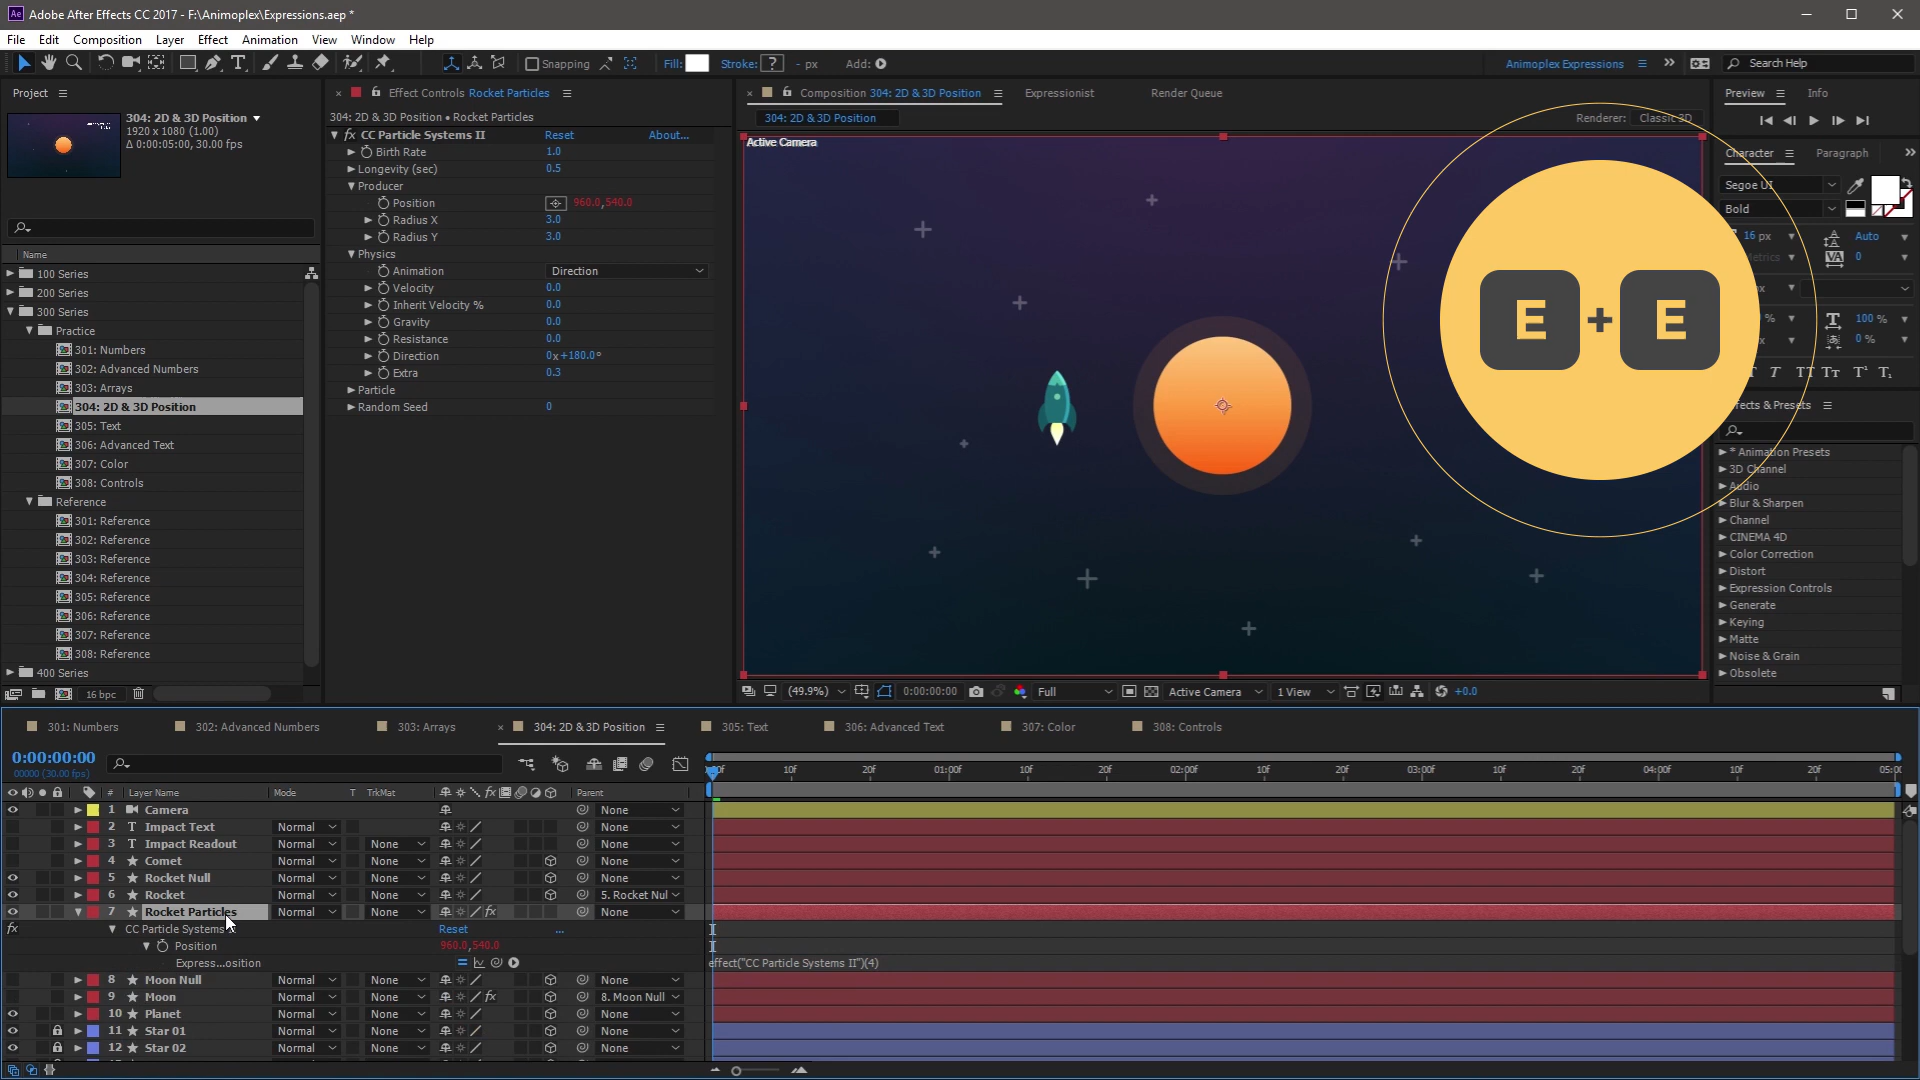 Ae Adobe After Effects CC 2017 - F:\Animoplex\Expressions.aep *
File Edit Composition Layer Effect Animation View Window Help
Snapping Fill: Stroke: ? - px Add: Animoplex Expressions Search Help
Project
304: 2D & 3D Position
1920 x 1080 (1.00)
Δ 0:00:05:00, 30.00 fps
Name
100 Series
200 Series
300 Series
Practice
301: Numbers
302: Advanced Numbers
303: Arrays
304: 2D & 3D Position
305: Text
306: Advanced Text
307: Color
308: Controls
Reference
301: Reference
302: Reference
303: Reference
304: Reference
305: Reference
306: Reference
307: Reference
308: Reference
400 Series
16 bpc
Effect Controls Rocket Particles
304: 2D & 3D Position • Rocket Particles
fx CC Particle Systems II Reset About...
Birth Rate 1.0
Longevity (sec) 0.5
Producer
Position 960.0,540.0
Radius X 3.0
Radius Y 3.0
Physics
Animation Direction
Velocity 0.0
Inherit Velocity % 0.0
Gravity 0.0
Resistance 0.0
Direction 0x+180.0°
Extra 0.3
Particle
Random Seed 0
Composition 304: 2D & 3D Position Expressionist Render Queue
304: 2D & 3D Position Renderer: Classic 3D
Active Camera
E + E
(49.9%) 0:00:00:00 Full Active Camera 1 View +0.0
Preview Info
Character Paragraph
Segoe UI
Bold
16 px Auto
VA 0
T 100 %
% 0 %
T TT Tr T¹ T₁
Effects & Presets
* Animation Presets
3D Channel
Audio
Blur & Sharpen
Channel
CINEMA 4D
Color Correction
Distort
Expression Controls
Generate
Keying
Matte
Noise & Grain
Obsolete
301: Numbers 302: Advanced Numbers 303: Arrays 304: 2D & 3D Position 305: Text 306: Advanced Text 307: Color 308: Controls
0:00:00:00
00000 (30.00 fps)
10f 20f 01:00f 10f 20f 02:00f 10f 20f 03:00f 10f 20f 04:00f 10f 20f
# Layer Name Mode T TrkMat fx Parent
1 Camera None
2 T Impact Text Normal None
3 T Impact Readout Normal None None
4 Comet Normal None None
5 Rocket Null Normal None None
6 Rocket Normal None 5. Rocket Nul
7 Rocket Particles Normal None fx None
fx CC Particle Systems Reset ...
Position 960.0,540.0
Express...osition effect("CC Particle Systems II")(4)
8 Moon Null Normal None None
9 Moon Normal None fx 8. Moon Null
10 Planet Normal None None
11 Star 01 Normal None None
12 Star 02 Normal None None